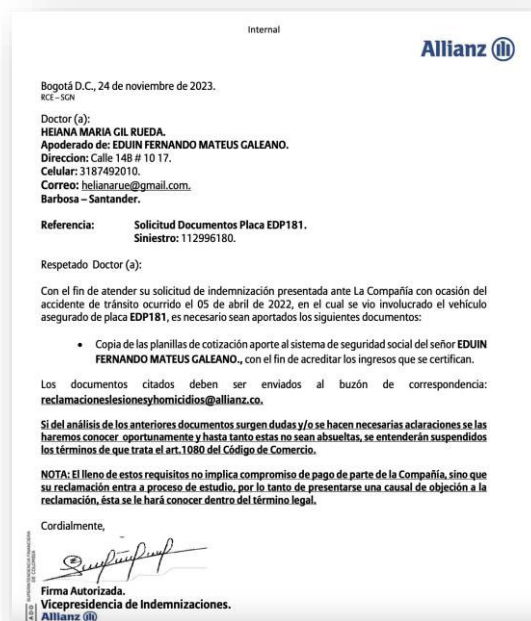 Internal
Allianz
Bogotá D.C., 24 de noviembre de 2023.
RCE – SGN
Doctor (a):
HEIANA MARIA GIL RUEDA.
Apoderado de: EDUIN FERNANDO MATEUS GALEANO.
Direccion: Calle 14B # 10 17.
Celular: 3187492010.
Correo: helianarue@gmail.com.
Barbosa – Santander.
Referencia: Solicitud Documentos Placa EDP181.
Siniestro: 112996180.
Respetado Doctor (a):
Con el fin de atender su solicitud de indemnización presentada ante La Compañía con ocasión del
accidente de tránsito ocurrido el 05 de abril de 2022, en el cual se vio involucrado el vehículo
asegurado de placa EDP181, es necesario sean aportados los siguientes documentos:
• Copia de las planillas de cotización aporte al sistema de seguridad social del señor EDUIN
FERNANDO MATEUS GALEANO., con el fin de acreditar los ingresos que se certifican.
Los documentos citados deben ser enviados al buzón de correspondencia:
reclamacioneslesionesyhomicidios@allianz.co.
Si del análisis de los anteriores documentos surgen dudas y/o se hacen necesarias aclaraciones se las
haremos conocer oportunamente y hasta tanto estas no sean absueltas, se entenderán suspendidos
los términos de que trata el art.1080 del Código de Comercio.
NOTA: El lleno de estos requisitos no implica compromiso de pago de parte de la Compañía, sino que
su reclamación entra a proceso de estudio, por lo tanto de presentarse una causal de objeción a la
reclamación, ésta se le hará conocer dentro del término legal.
Cordialmente,
Firma Autorizada.
Vicepresidencia de Indemnizaciones.
Allianz
SUPERINTENDENCIA FINANCIERA
DE COLOMBIA